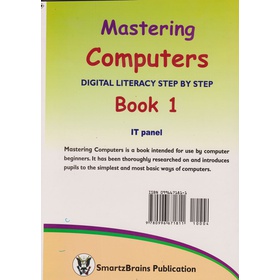 Mastering
Computers
DIGITAL LITERACY STEP BY STEP
Book 1
IT panel
Mastering Computers is a book intended for use by computer
beginners. It has been thoroughly researched on and introduces
pupils to the simplest and most basic ways of computers.
SmartzBrains Publication